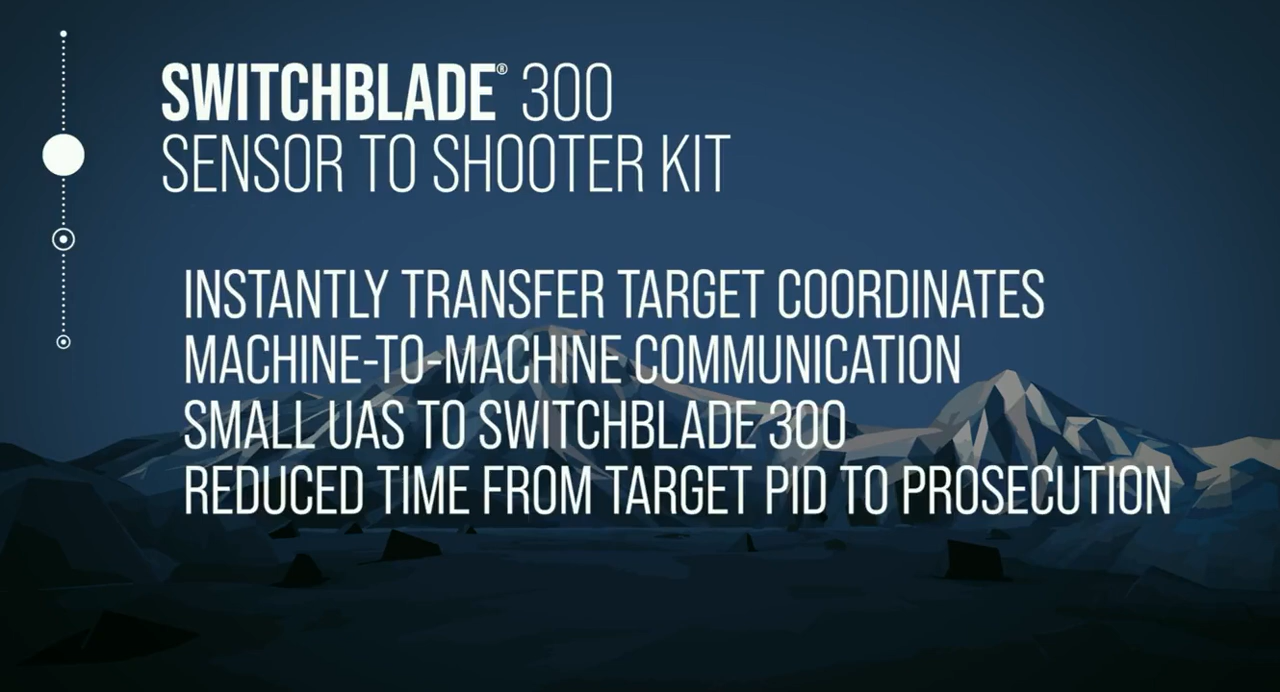 SWITCHBLADE® 300
SENSOR TO SHOOTER KIT
INSTANTLY TRANSFER TARGET COORDINATES
MACHINE-TO-MACHINE COMMUNICATION
SMALL UAS TO SWITCHBLADE 300
REDUCED TIME FROM TARGET PID TO PROSECUTION